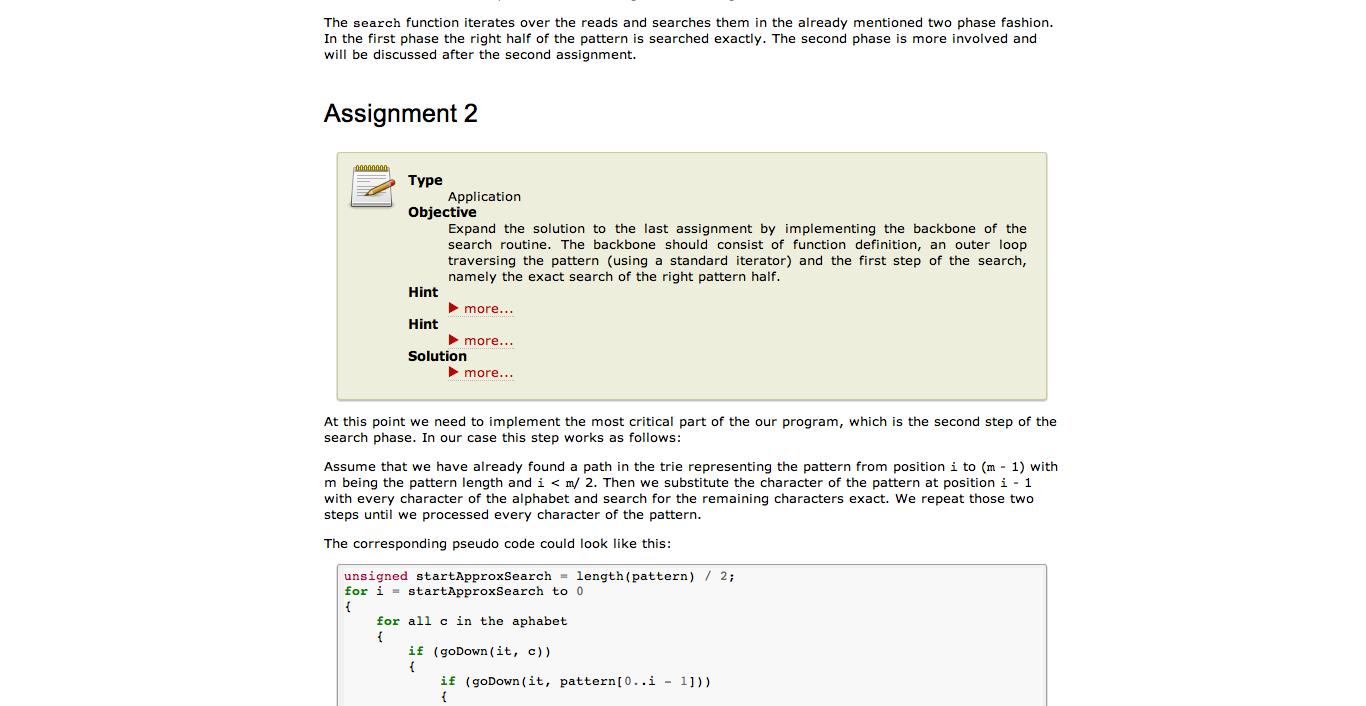 The search function iterates over the reads and searches them in the already mentioned two phase fashion.
In the first phase the right half of the pattern is searched exactly. The second phase is more involved and
will be discussed after the second assignment.
Assignment 2
Type
Application
Objective
Expand the solution to the last assignment by implementing the backbone of the
search routine. The backbone should consist of function definition, an outer loop
traversing the pattern (using a standard iterator) and the first step of the search,
namely the exact search of the right pattern half.
Hint
more...
Hint
more...
Solution
more...
At this point we need to implement the most critical part of the our program, which is the second step of the
search phase. In our case this step works as follows:
Assume that we have already found a path in the trie representing the pattern from position i to (m - 1) with
m being the pattern length and i < m/ 2. Then we substitute the character of the pattern at position i - 1
with every character of the alphabet and search for the remaining characters exact. We repeat those two
steps until we processed every character of the pattern.
The corresponding pseudo code could look like this:
unsigned startApproxSearch = length(pattern) / 2;
for i = startApproxSearch to 0
{
for all c in the aphabet
{
if (goDown(it, c))
{
if (goDown(it, pattern[0..i - 1]))
{